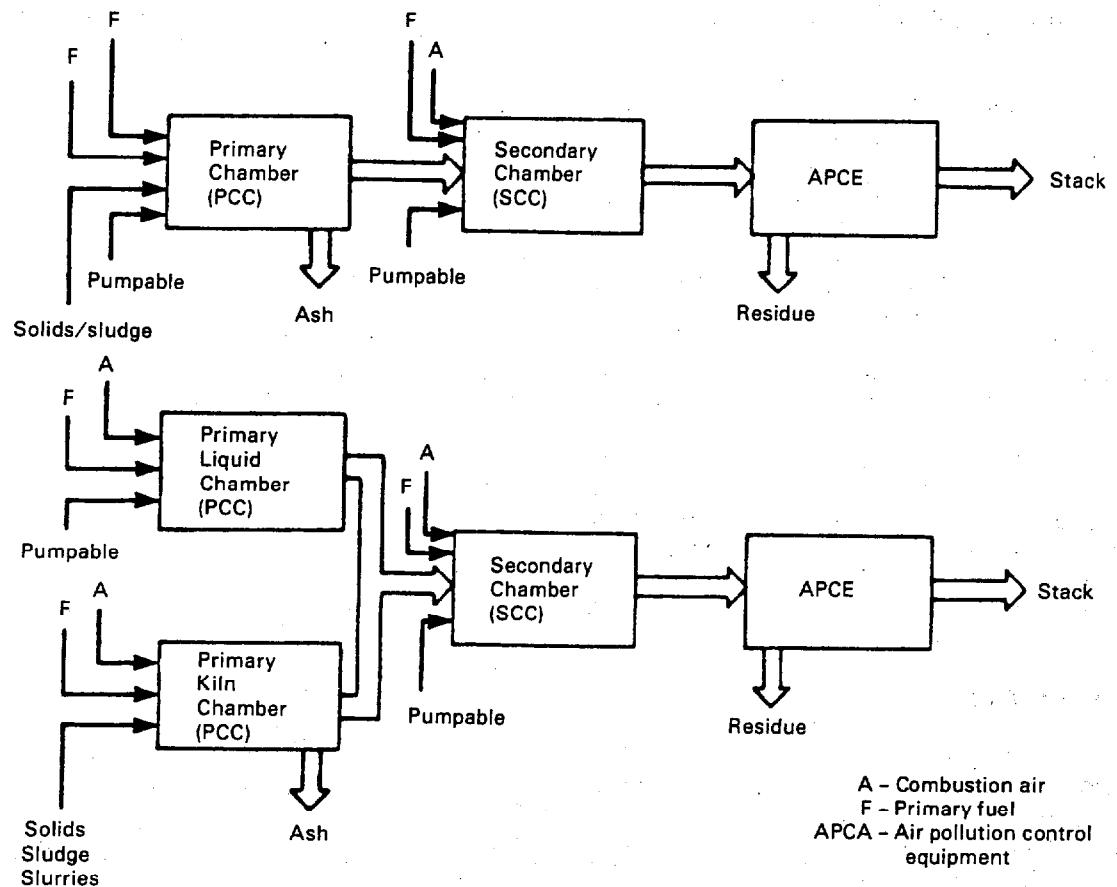 F
F
F
A
Primary
Chamber
(PCC)
Secondary
Chamber
(SCC)
APCE
Stack
Pumpable
Pumpable
Solids/sludge
Ash
Residue
A
F
Primary
Liquid
Chamber
(PCC)
Pumpable
A
F
Secondary
Chamber
(SCC)
APCE
Stack
F
A
Primary
Kiln
Chamber
(PCC)
Pumpable
Residue
Ash
Solids
Sludge
Slurries
A – Combustion air
F – Primary fuel
APCA – Air pollution control
equipment